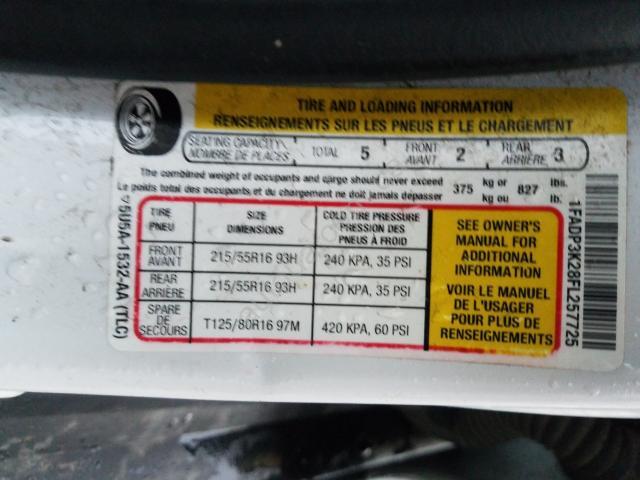 TIRE AND LOADING INFORMATION
RENSEIGNEMENTS SUR LES PNEUS ET LE CHARGEMENT
SEATING CAPACITY TOTAL 5 FRONT 2 REAR 3
NOMBRE DE PLACES AVANT ARRIÈRE
The combined weight of occupants and cargo should never exceed 375 kg or 827 lbs.
Le poids total des occupants et du chargement ne doit jamais dépasser kg ou lb.
TIRE SIZE COLD TIRE PRESSURE
PNEU DIMENSIONS PRESSION DES
PNEUS À FROID
FRONT 215/55R16 93H 240 KPA, 35 PSI
AVANT
REAR 215/55R16 93H 240 KPA, 35 PSI
ARRIÈRE
SPARE T125/80R16 97M 420 KPA, 60 PSI
DE
SECOURS
SEE OWNER'S
MANUAL FOR
ADDITIONAL
INFORMATION
VOIR LE MANUEL
DE L'USAGER
POUR PLUS DE
RENSEIGNEMENTS
5U5A-1532-AA (TLC)
1FADP3K28FL257725